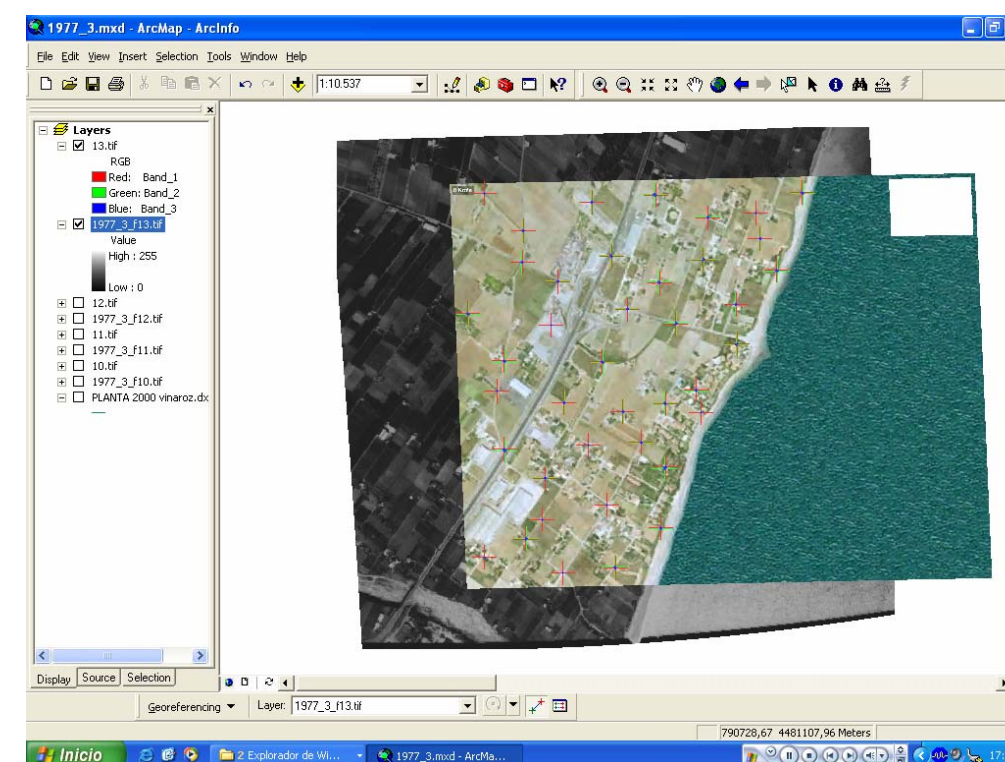 1977_3.mxd - ArcMap - ArcInfo
File Edit View Insert Selection Tools Window Help
1:10.537
Layers
13.tif
RGB
Red: Band_1
Green: Band_2
Blue: Band_3
1977_3_f13.tif
Value
High : 255
Low : 0
12.tif
1977_3_f12.tif
11.tif
1977_3_f11.tif
10.tif
1977_3_f10.tif
PLANTA 2000 vinaroz.dx
Display Source Selection
Georeferencing Layer: 1977_3_f13.tif
790728,67 4481107,96 Meters
Inicio 2 Explorador de Wi... 1977_3.mxd - ArcMa... 17: